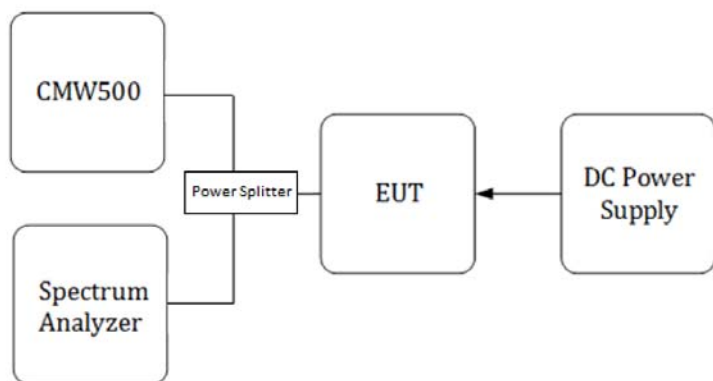 CMW500
Power Splitter
EUT
DC Power
Supply
Spectrum
Analyzer